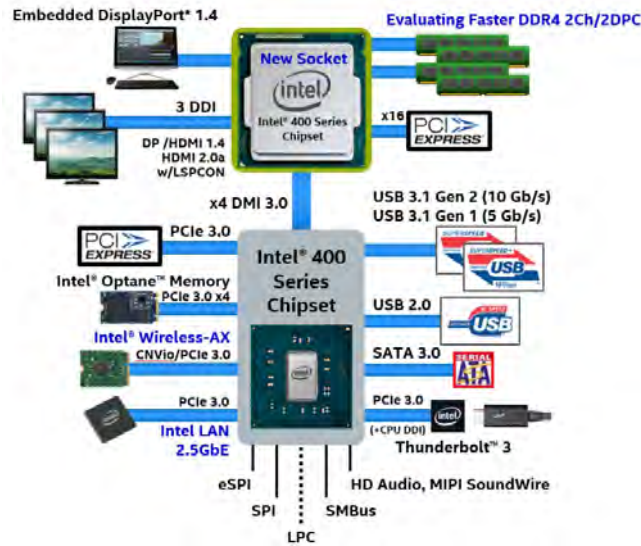 Embedded DisplayPort* 1.4
Evaluating Faster DDR4 2Ch/2DPC
New Socket
intel
Intel® 400 Series
Chipset
3 DDI
DP /HDMI 1.4
HDMI 2.0a
w/LSPCON
x16
PCI
EXPRESS
x4 DMI 3.0
USB 3.1 Gen 2 (10 Gb/s)
USB 3.1 Gen 1 (5 Gb/s)
PCIe 3.0
PCI
EXPRESS
Intel® 400
Series
Chipset
SUPERSPEED+
USB
Intel® Optane™ Memory
PCIe 3.0 x4
USB 2.0
USB
Intel® Wireless-AX
CNVio/PCIe 3.0
SATA 3.0
SERIAL
ATA
intel
PCIe 3.0
Intel LAN
2.5GbE
PCIe 3.0
(+CPU DDI)
intel
Thunderbolt™ 3
eSPI
SPI
LPC
SMBus
HD Audio, MIPI SoundWire